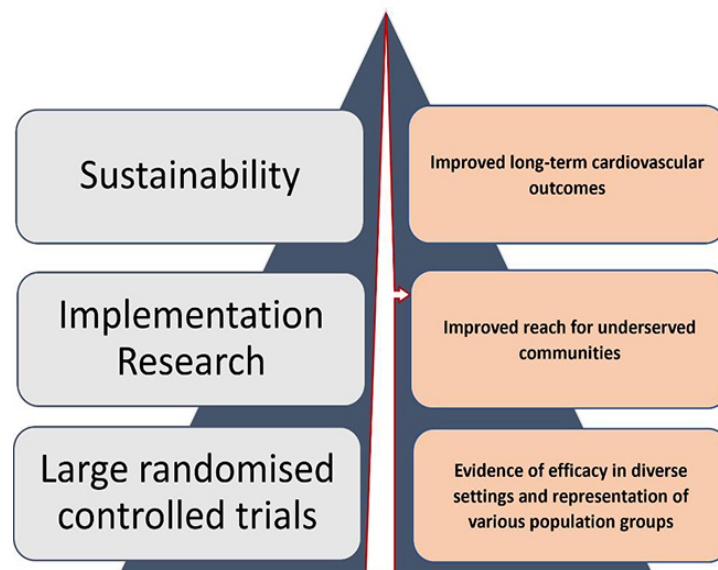 Sustainability
Improved long-term cardiovascular
outcomes
Implementation
Research
Improved reach for underserved
communities
Large randomised
controlled trials
Evidence of efficacy in diverse
settings and representation of
various population groups